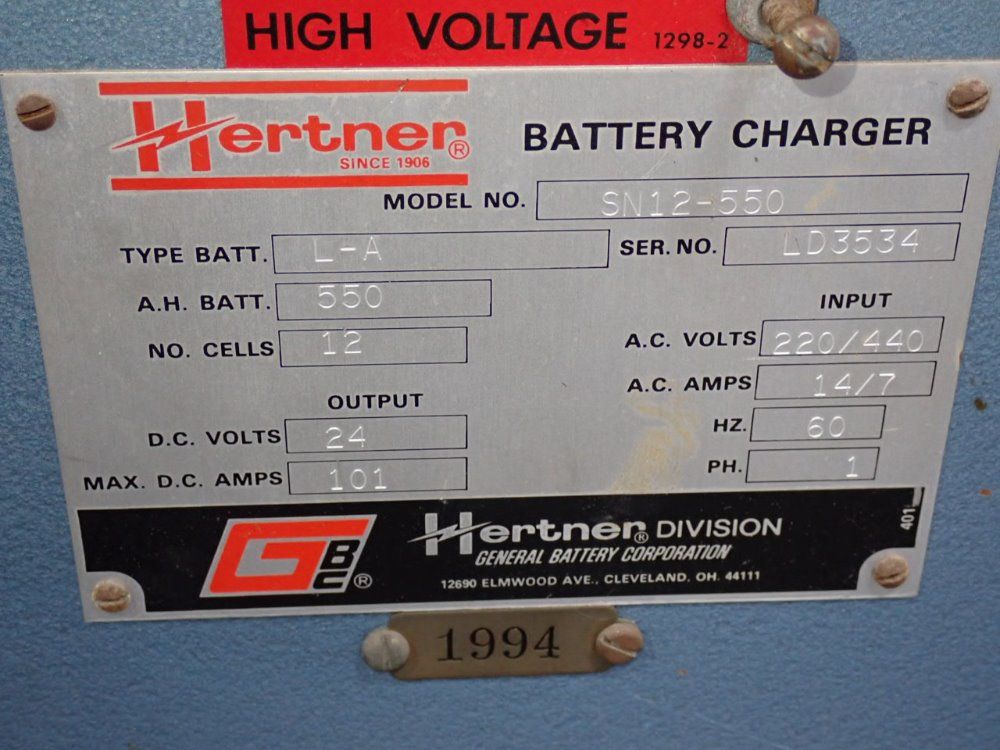 HIGH VOLTAGE 1298-2
Hertner®
SINCE 1906
BATTERY CHARGER
MODEL NO. SN12-550
TYPE BATT. L-A
SER. NO. LD3534
A.H. BATT. 550
INPUT
NO. CELLS 12
A.C. VOLTS 220/440
A.C. AMPS 14/7
OUTPUT
HZ. 60
D.C. VOLTS 24
PH. 1
MAX. D.C. AMPS 101
GBC®
Hertner® DIVISION
GENERAL BATTERY CORPORATION
12690 ELMWOOD AVE., CLEVELAND, OH. 44111
401
1994